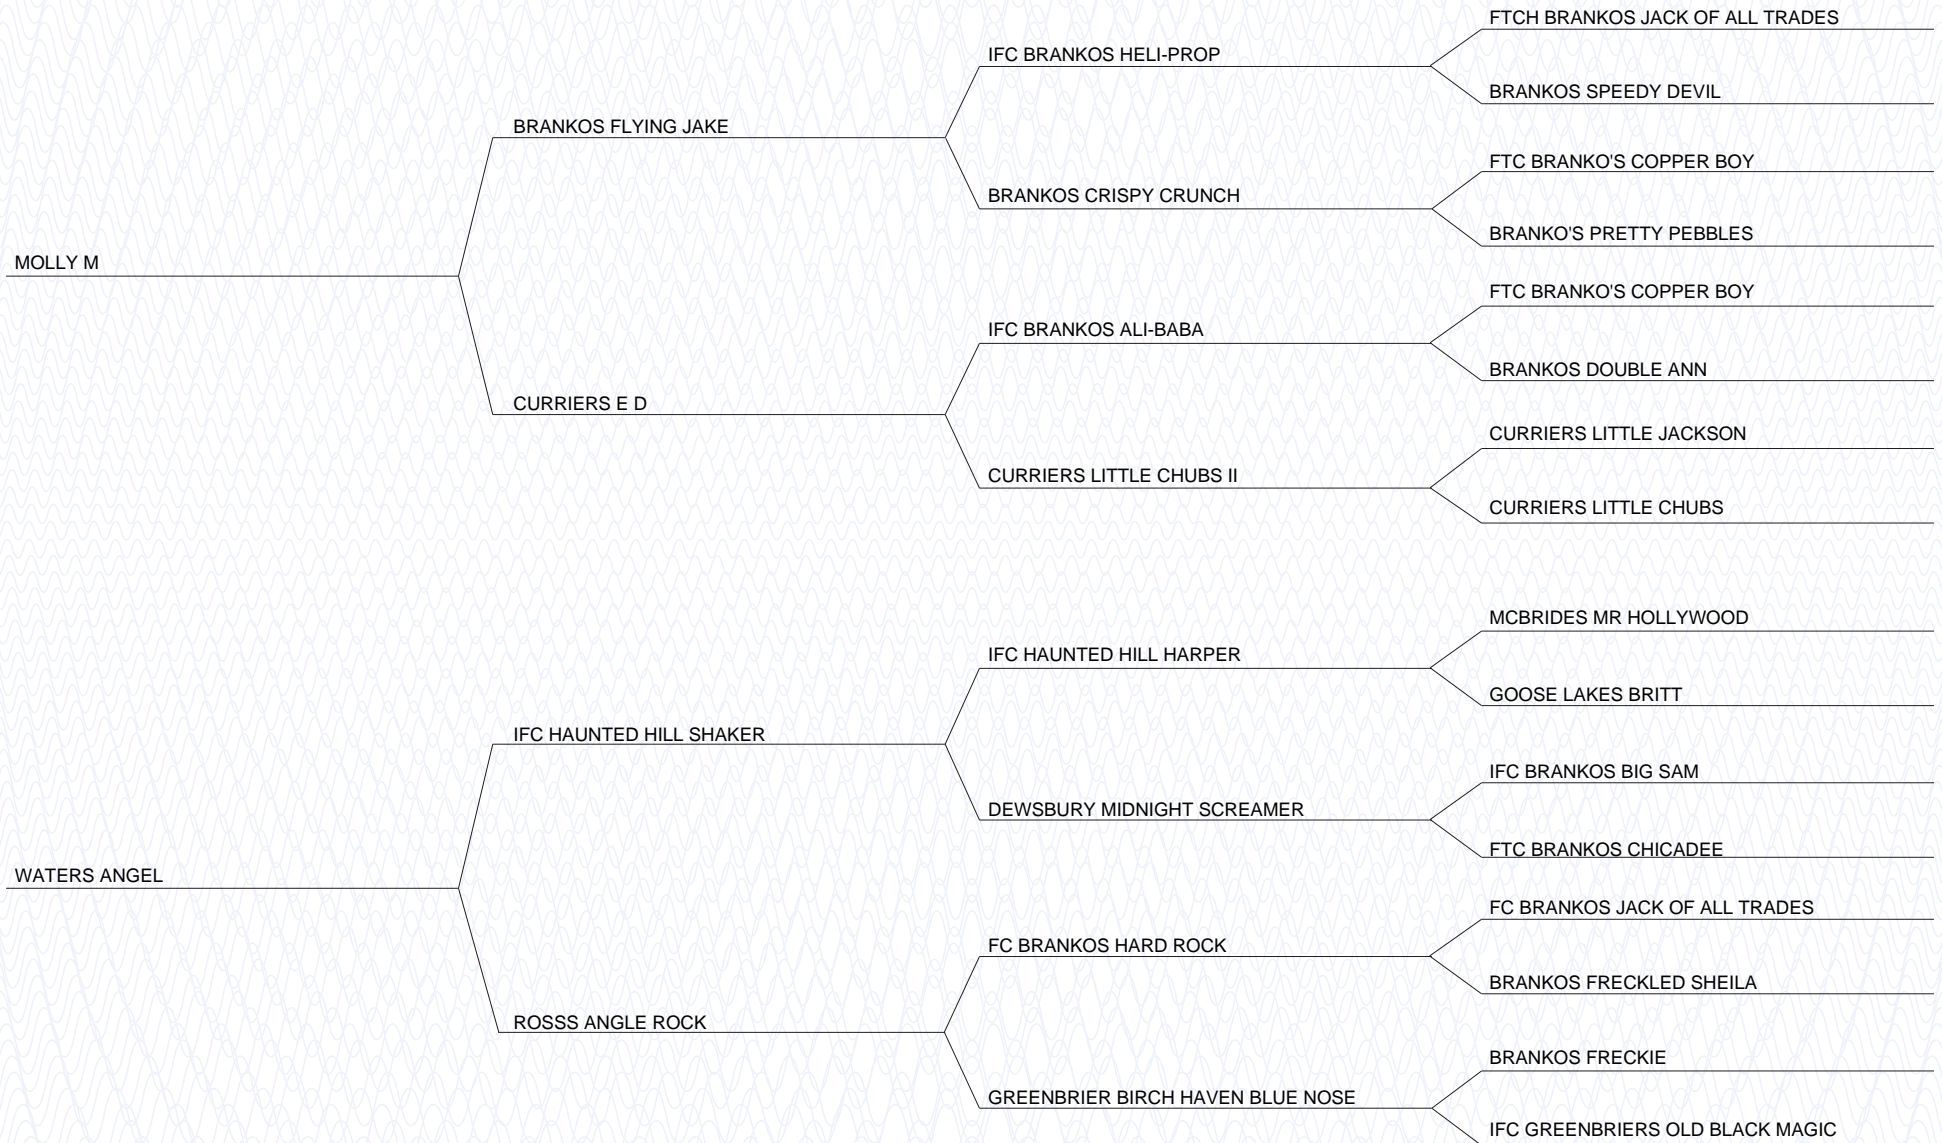 FTCH BRANKOS JACK OF ALL TRADES
IFC BRANKOS HELI-PROP
BRANKOS SPEEDY DEVIL
BRANKOS FLYING JAKE
FTC BRANKO'S COPPER BOY
BRANKOS CRISPY CRUNCH
BRANKO'S PRETTY PEBBLES
MOLLY M
FTC BRANKO'S COPPER BOY
IFC BRANKOS ALI-BABA
BRANKOS DOUBLE ANN
CURRIERS E D
CURRIERS LITTLE JACKSON
CURRIERS LITTLE CHUBS II
CURRIERS LITTLE CHUBS
MCBRIDES MR HOLLYWOOD
IFC HAUNTED HILL HARPER
GOOSE LAKES BRITT
IFC HAUNTED HILL SHAKER
IFC BRANKOS BIG SAM
DEWSBURY MIDNIGHT SCREAMER
FTC BRANKOS CHICADEE
WATERS ANGEL
FC BRANKOS JACK OF ALL TRADES
FC BRANKOS HARD ROCK
BRANKOS FRECKLED SHEILA
ROSSS ANGLE ROCK
BRANKOS FRECKIE
GREENBRIER BIRCH HAVEN BLUE NOSE
IFC GREENBRIERS OLD BLACK MAGIC